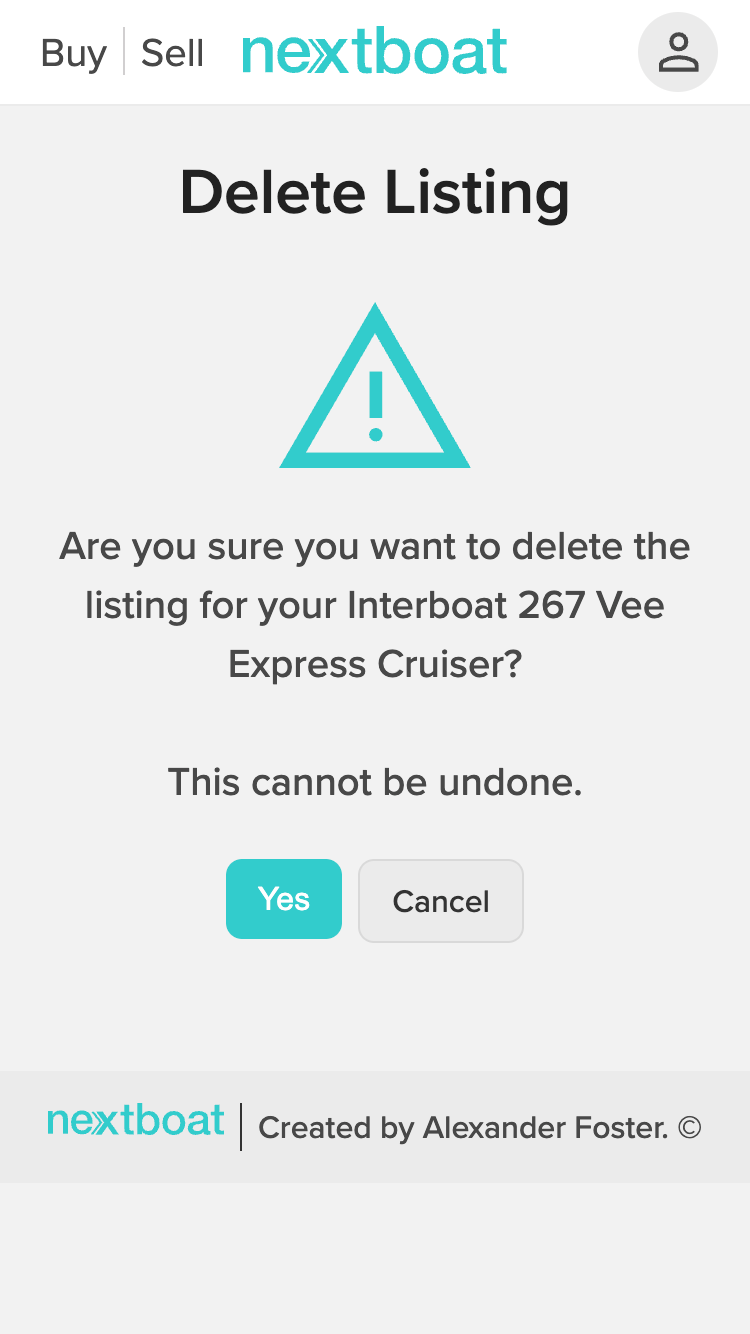 Buy Sell nextboat
Delete Listing
Are you sure you want to delete the
listing for your Interboat 267 Vee
Express Cruiser?
This cannot be undone.
Yes Cancel
nextboat Created by Alexander Foster. ©